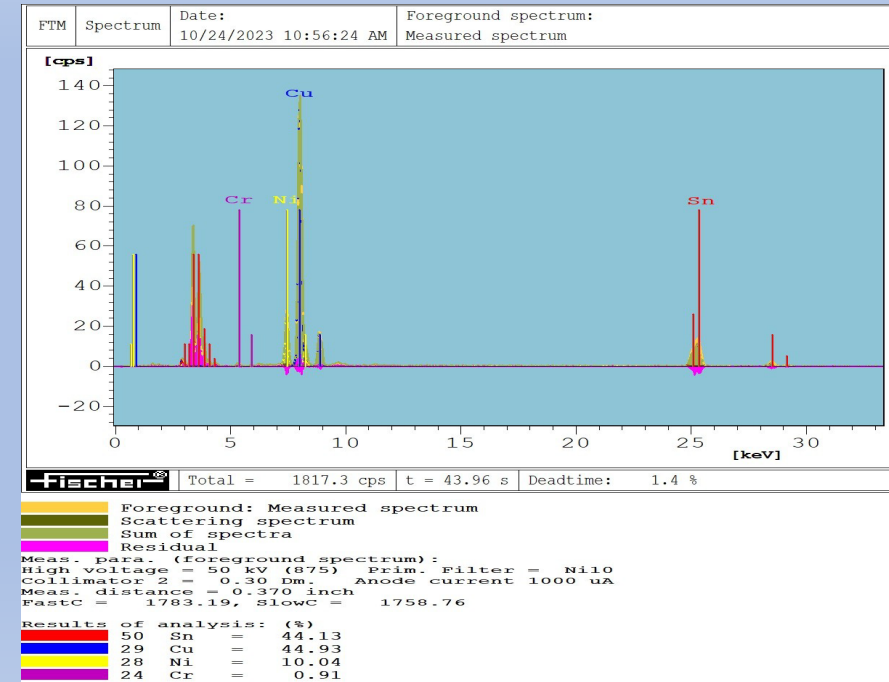 FTM Spectrum Date: Foreground spectrum:
10/24/2023 10:56:24 AM Measured spectrum
[cps]
140
Cu
120
100
80
Cr Ni Sn
60
40
20
0
-20
0 5 10 15 20 25 30
[keV]
Fischer® Total = 1817.3 cps t = 43.96 s Deadtime: 1.4 %
Foreground: Measured spectrum
Scattering spectrum
Sum of spectra
Residual
Meas. para. (foreground spectrum):
High voltage = 50 kV (875) Prim. Filter = Ni10
Collimator 2 = 0.30 Dm. Anode current 1000 uA
Meas. distance = 0.370 inch
FastC = 1783.19, SlowC = 1758.76
Results of analysis: (%)
50 Sn = 44.13
29 Cu = 44.93
28 Ni = 10.04
24 Cr = 0.91